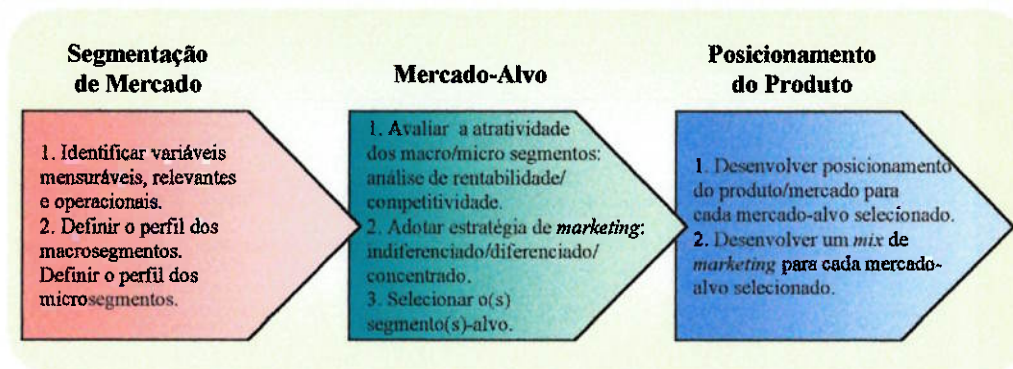 Segmentação
de Mercado
1. Identificar variáveis
mensuráveis, relevantes
e operacionais.
2. Definir o perfil dos
macrosegmentos.
Definir o perfil dos
microsegmentos.
Mercado-Alvo
1. Avaliar a atratividade
dos macro/micro segmentos:
análise de rentabilidade/
competitividade.
2. Adotar estratégia de marketing:
indiferenciado/diferenciado/
concentrado.
3. Selecionar o(s)
segmento(s)-alvo.
Posicionamento
do Produto
1. Desenvolver posicionamento
do produto/mercado para
cada mercado-alvo selecionado.
2. Desenvolver um mix de
marketing para cada mercado-
alvo selecionado.